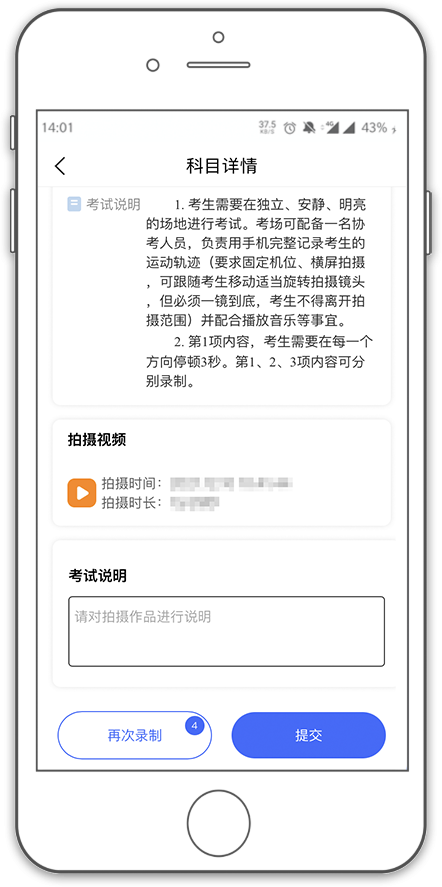 14:01 37.5 KB/S 4G 43%
科目详情
考试说明 1. 考生需要在独立、安静、明亮
的场地进行考试。考场可配备一名协
考人员，负责用手机完整记录考生的
运动轨迹（要求固定机位、横屏拍摄
，可跟随考生移动适当旋转拍摄镜头
，但必须一镜到底，考生不得离开拍
摄范围）并配合播放音乐等事宜。
2. 第1项内容，考生需要在每一个
方向停顿3秒。第1、2、3项内容可分
别录制。
拍摄视频
拍摄时间：
拍摄时长：
考试说明
请对拍摄作品进行说明
再次录制 4 提交